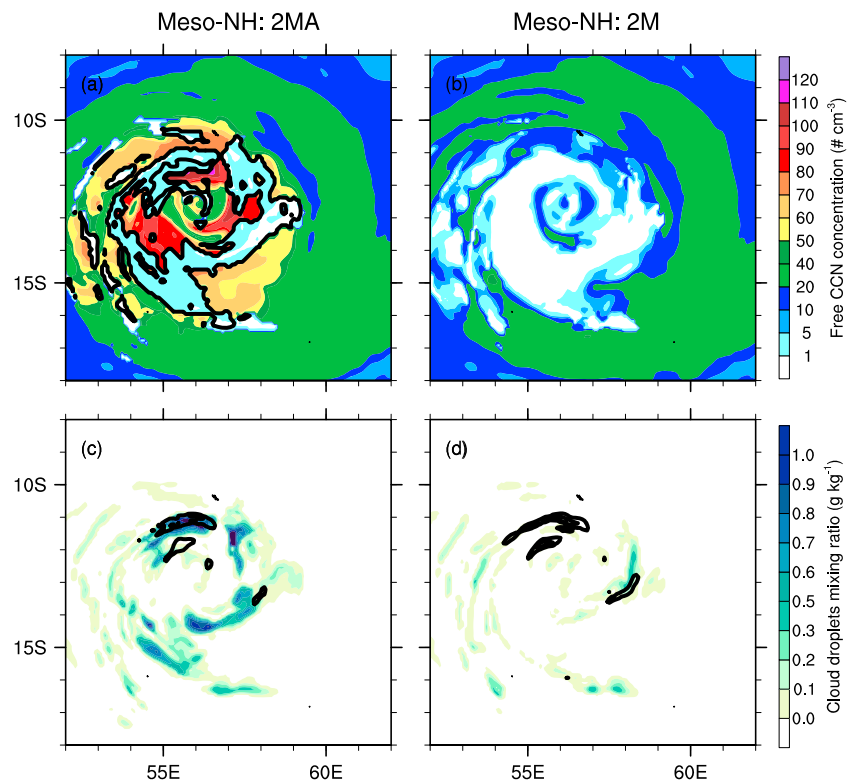 Meso-NH: 2MA
Meso-NH: 2M
(a)
(b)
10S
15S
120
110
100
90
80
70
60
50
20
10
5
1
Free CCN concentration (# cm⁻³)
(c)
(d)
10S
15S
55E
60E
55E
60E
1.0
0.9
0.8
0.7
0.6
0.5
0.4
0.3
0.2
0.1
0.0
Cloud droplets mixing ratio (g kg⁻¹)